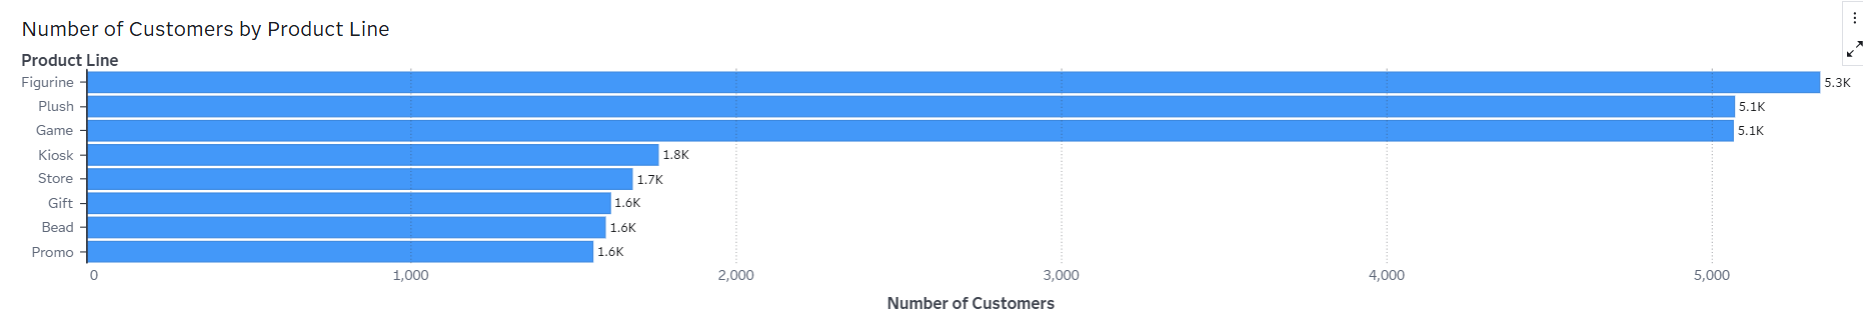 Number of Customers by Product Line
Product Line
Figurine 5.3K
Plush 5.1K
Game 5.1K
Kiosk 1.8K
Store 1.7K
Gift 1.6K
Bead 1.6K
Promo 1.6K
0 1,000 2,000 3,000 4,000 5,000
Number of Customers